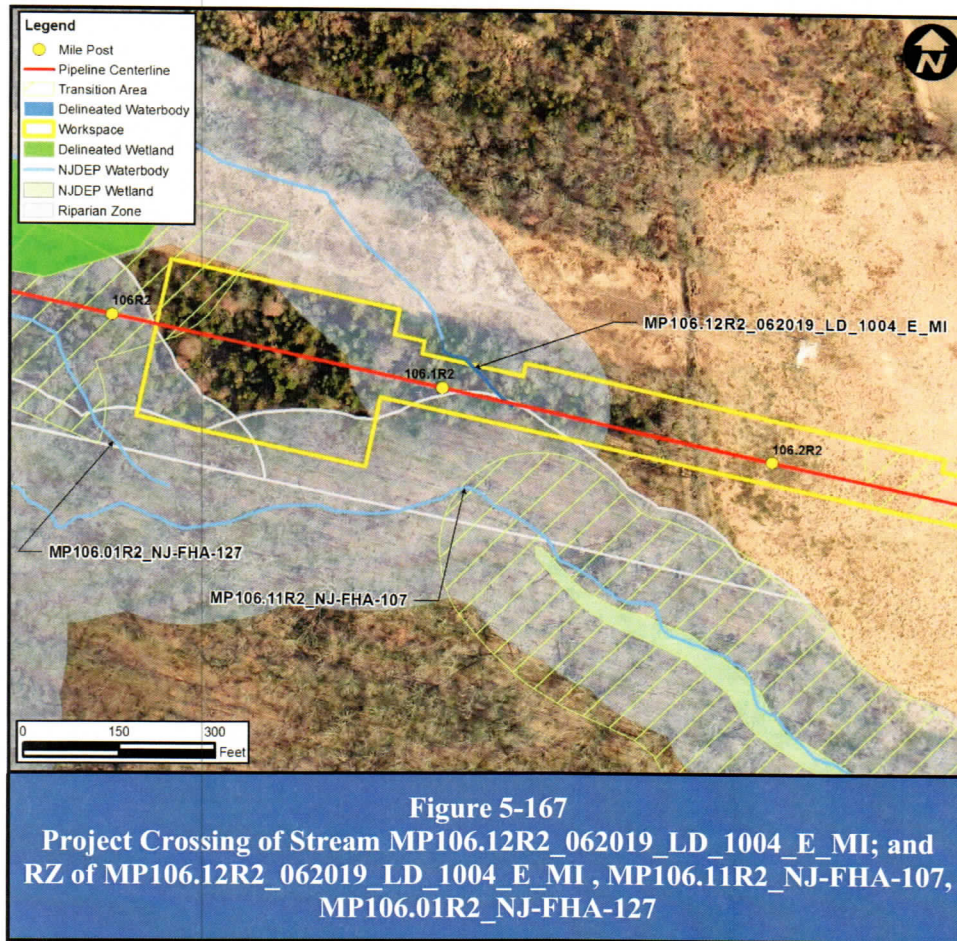 Legend
Mile Post
Pipeline Centerline
Transition Area
Delineated Waterbody
Workspace
Delineated Wetland
NJDEP Waterbody
NJDEP Wetland
Riparian Zone
N
106R2
MP106.12R2_062019_LD_1004_E_MI
106.1R2
106.2R2
MP106.01R2_NJ-FHA-127
MP106.11R2_NJ-FHA-107
0 150 300
Feet
Figure 5-167
Project Crossing of Stream MP106.12R2_062019_LD_1004_E_MI; and
RZ of MP106.12R2_062019_LD_1004_E_MI , MP106.11R2_NJ-FHA-107,
MP106.01R2_NJ-FHA-127